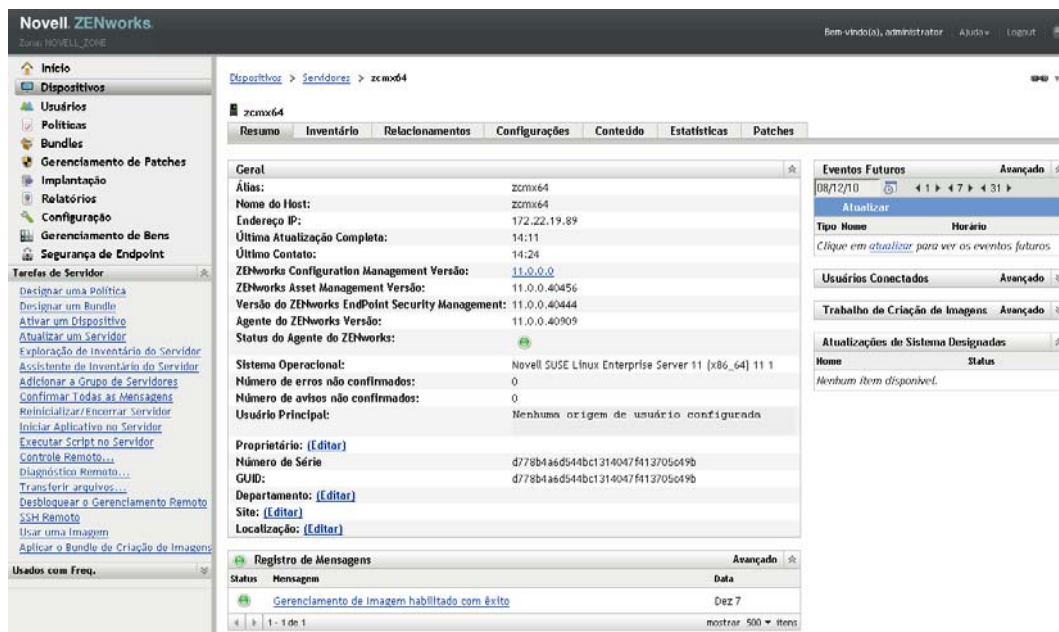 Novell ZENworks
Zona: NOVELL_ZONE
Bem-vindo(a), administrator Ajuda Logout
Início
Dispositivos
Usuários
Políticas
Bundles
Gerenciamento de Patches
Implantação
Relatórios
Configuração
Gerenciamento de Bens
Segurança de Endpoint
Tarefas de Servidor
Designar uma Política
Designar um Bundle
Ativar um Dispositivo
Atualizar um Servidor
Exploração de Inventário do Servidor
Assistente de Inventário do Servidor
Adicionar a Grupo de Servidores
Confirmar Todas as Mensagens
Reinicializar/Encerrar Servidor
Iniciar Aplicativo no Servidor
Executar Script no Servidor
Controle Remoto...
Diagnóstico Remoto...
Transferir arquivos...
Desbloquear o Gerenciamento Remoto
SSH Remoto
Usar uma Imagem
Aplicar o Bundle de Criação de Imagens
Usados com Freq.
Dispositivos > Servidores > zcmx64
zcmx64
Resumo Inventário Relacionamentos Configurações Conteúdo Estatísticas Patches
Geral
Álias: zcmx64
Nome do Host: zcmx64
Endereço IP: 172.22.19.89
Última Atualização Completa: 14:11
Último Contato: 14:24
ZENworks Configuration Management Versão: 11.0.0.0
ZENworks Asset Management Versão: 11.0.0.40456
Versão do ZENworks EndPoint Security Management: 11.0.0.40444
Agente do ZENworks Versão: 11.0.0.40909
Status do Agente do ZENworks:
Sistema Operacional: Novell SUSE Linux Enterprise Server 11 (x86_64) 11 1
Número de erros não confirmados: 0
Número de avisos não confirmados: 0
Usuário Principal: Nenhuma origem de usuário configurada
Proprietário: (Editar)
Número de Série d778b4a6d544bc1314047f413705c49b
GUID: d778b4a6d544bc1314047f413705c49b
Departamento: (Editar)
Site: (Editar)
Localização: (Editar)
Registro de Mensagens Avançado
Status Mensagem Data
Gerenciamento de Imagem habilitado com êxito Dez 7
1 - 1 de 1 mostrar 500 itens
Eventos Futuros Avançado
08/12/10 1 7 31
Atualizar
Tipo Nome Horário
Clique em atualizar para ver os eventos futuros
Usuários Conectados Avançado
Trabalho de Criação de Imagens Avançado
Atualizações de Sistema Designadas
Nome Status
Nenhum item disponível.